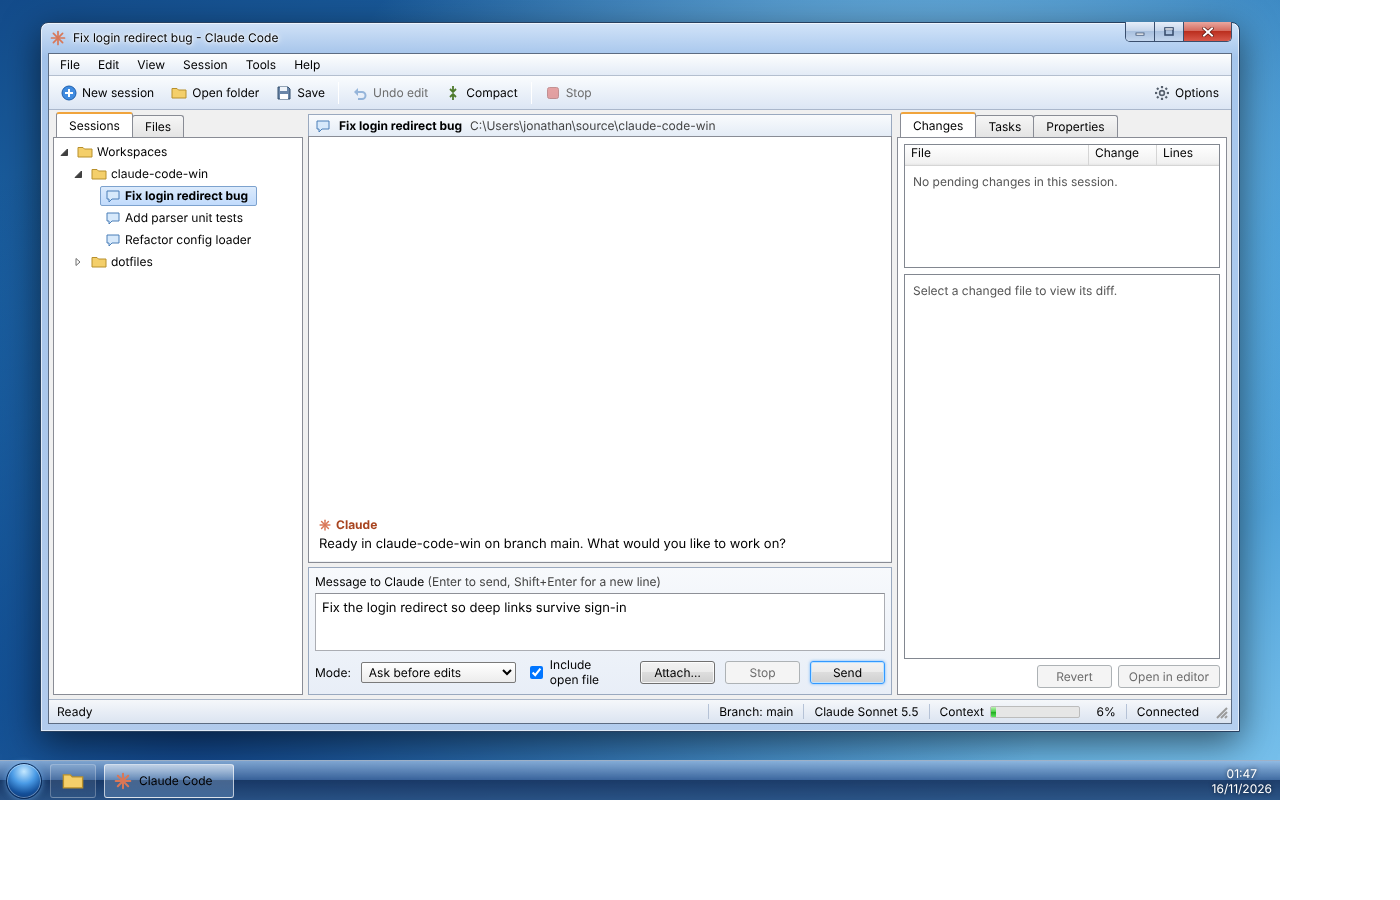 Fix login redirect bug - Claude Code
File Edit View Session Tools Help
New session Open folder Save Undo edit Compact Stop Options
Sessions Files
Workspaces
claude-code-win
Fix login redirect bug
Add parser unit tests
Refactor config loader
dotfiles
Fix login redirect bug C:\Users\jonathan\source\claude-code-win
Claude
Ready in claude-code-win on branch main. What would you like to work on?
Message to Claude (Enter to send, Shift+Enter for a new line)
Fix the login redirect so deep links survive sign-in
Mode: Ask before edits
Include
open file
Attach... Stop Send
Changes Tasks Properties
File Change Lines
No pending changes in this session.
Select a changed file to view its diff.
Revert Open in editor
Ready Branch: main Claude Sonnet 5.5 Context 6% Connected
Claude Code
01:47
16/11/2026